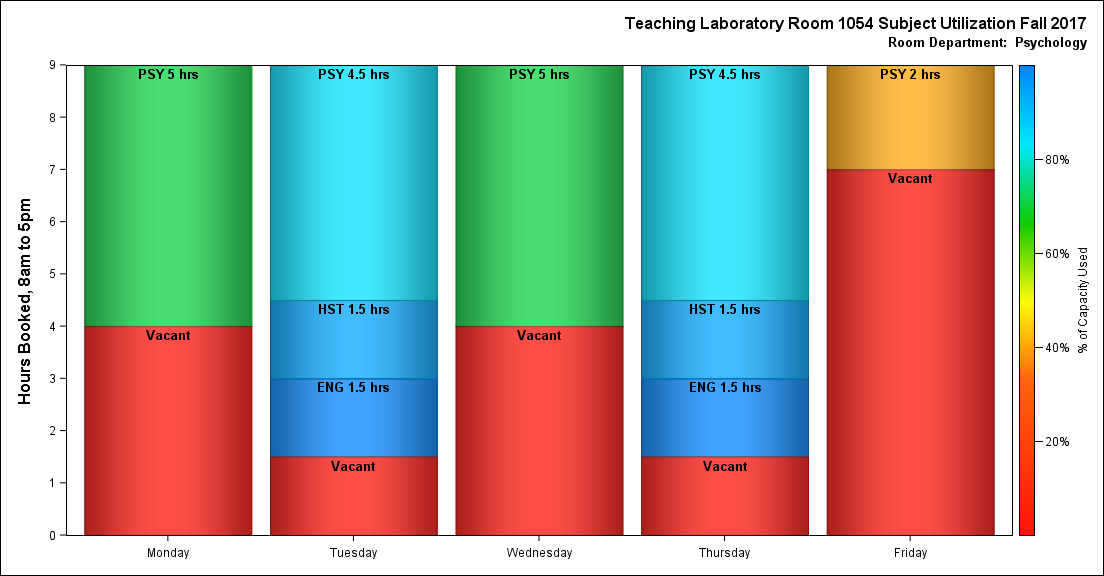 Teaching Laboratory Room 1054 Subject Utilization Fall 2017
Room Department:  Psychology
Hours Booked, 8am to 5pm
9
8
7
6
5
4
3
2
1
0
PSY 5 hrs
Vacant
PSY 4.5 hrs
HST 1.5 hrs
ENG 1.5 hrs
Vacant
PSY 5 hrs
Vacant
PSY 4.5 hrs
HST 1.5 hrs
ENG 1.5 hrs
Vacant
PSY 2 hrs
Vacant
Monday
Tuesday
Wednesday
Thursday
Friday
80%
60%
40%
20%
% of Capacity Used